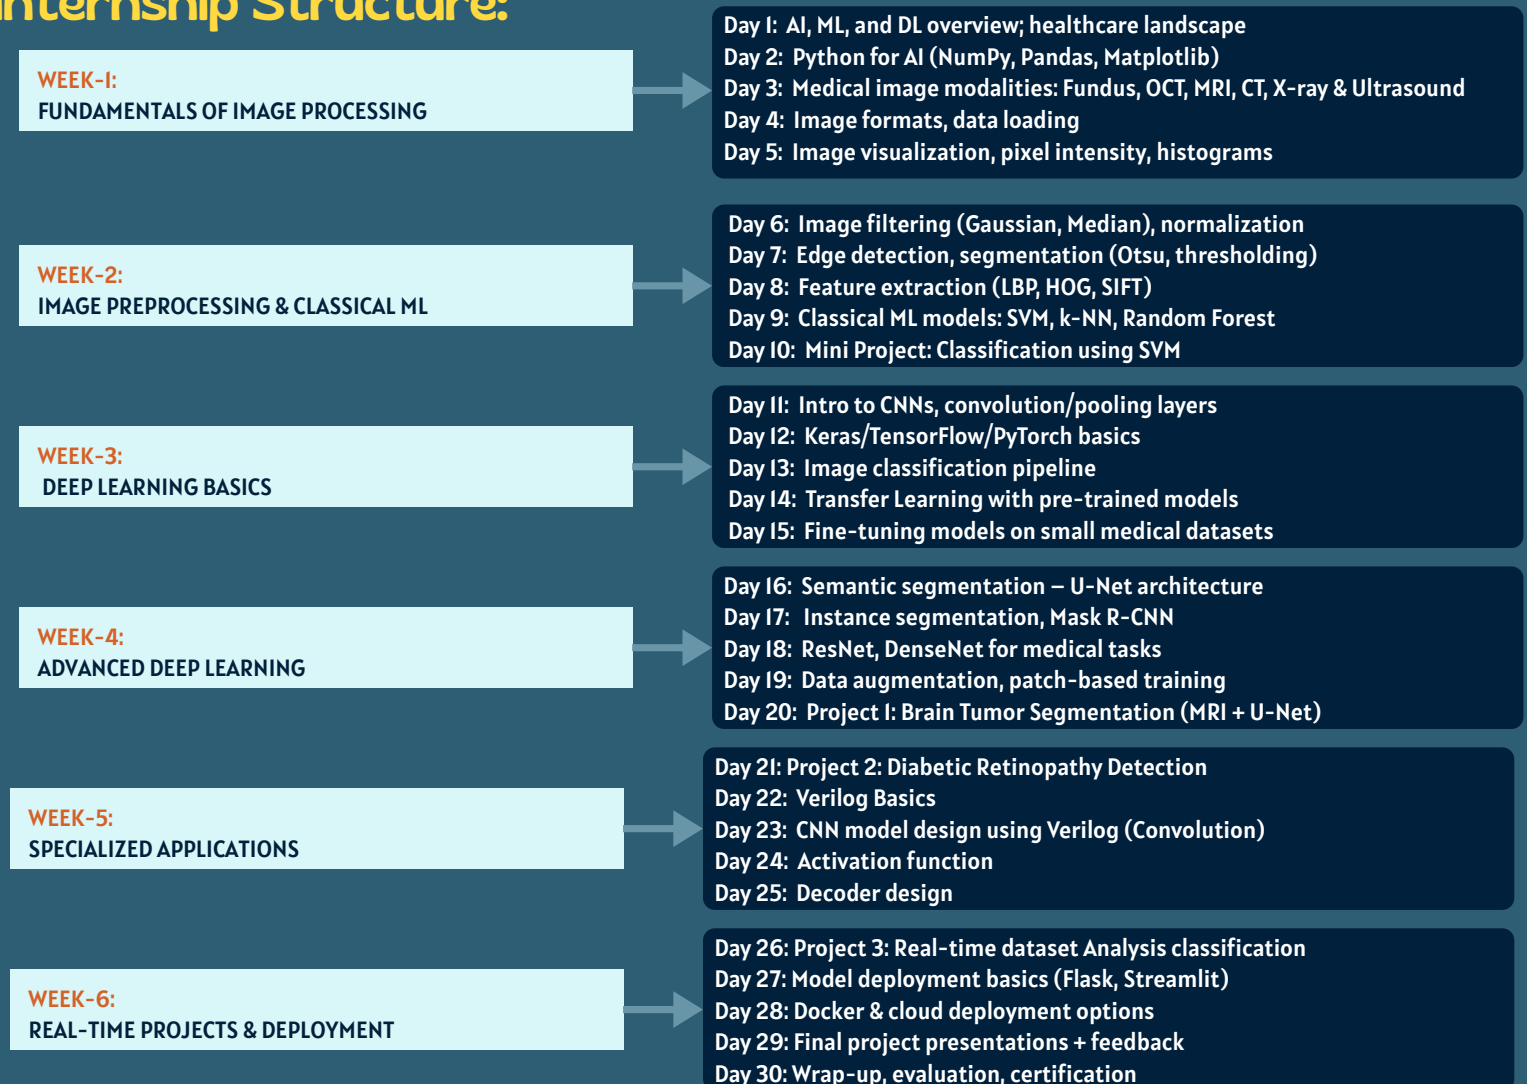 Internship Structure:
WEEK-1:
FUNDAMENTALS OF IMAGE PROCESSING
Day 1: AI, ML, and DL overview; healthcare landscape
Day 2: Python for AI (NumPy, Pandas, Matplotlib)
Day 3: Medical image modalities: Fundus, OCT, MRI, CT, X-ray & Ultrasound
Day 4: Image formats, data loading
Day 5: Image visualization, pixel intensity, histograms
WEEK-2:
IMAGE PREPROCESSING & CLASSICAL ML
Day 6: Image filtering (Gaussian, Median), normalization
Day 7: Edge detection, segmentation (Otsu, thresholding)
Day 8: Feature extraction (LBP, HOG, SIFT)
Day 9: Classical ML models: SVM, k-NN, Random Forest
Day 10: Mini Project: Classification using SVM
WEEK-3:
DEEP LEARNING BASICS
Day 11: Intro to CNNs, convolution/pooling layers
Day 12: Keras/TensorFlow/PyTorch basics
Day 13: Image classification pipeline
Day 14: Transfer Learning with pre-trained models
Day 15: Fine-tuning models on small medical datasets
WEEK-4:
ADVANCED DEEP LEARNING
Day 16: Semantic segmentation – U-Net architecture
Day 17: Instance segmentation, Mask R-CNN
Day 18: ResNet, DenseNet for medical tasks
Day 19: Data augmentation, patch-based training
Day 20: Project 1: Brain Tumor Segmentation (MRI + U-Net)
WEEK-5:
SPECIALIZED APPLICATIONS
Day 21: Project 2: Diabetic Retinopathy Detection
Day 22: Verilog Basics
Day 23: CNN model design using Verilog (Convolution)
Day 24: Activation function
Day 25: Decoder design
WEEK-6:
REAL-TIME PROJECTS & DEPLOYMENT
Day 26: Project 3: Real-time dataset Analysis classification
Day 27: Model deployment basics (Flask, Streamlit)
Day 28: Docker & cloud deployment options
Day 29: Final project presentations + feedback
Day 30: Wrap-up, evaluation, certification